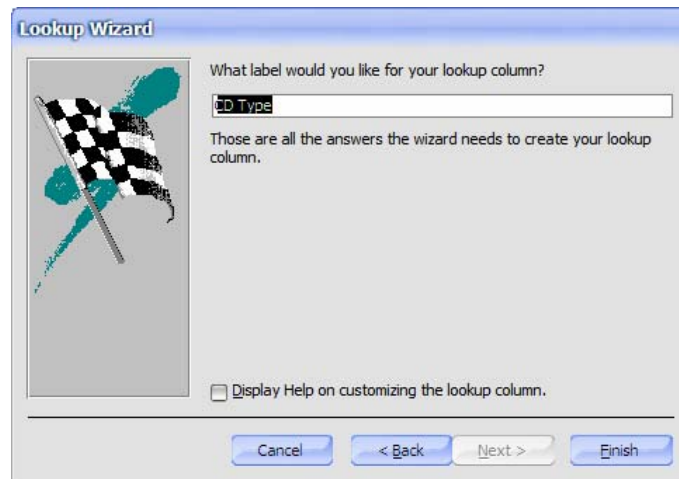 Lookup Wizard
What label would you like for your lookup column?
CD Type
Those are all the answers the wizard needs to create your lookup
column.
Display Help on customizing the lookup column.
Cancel
< Back
Next >
Finish